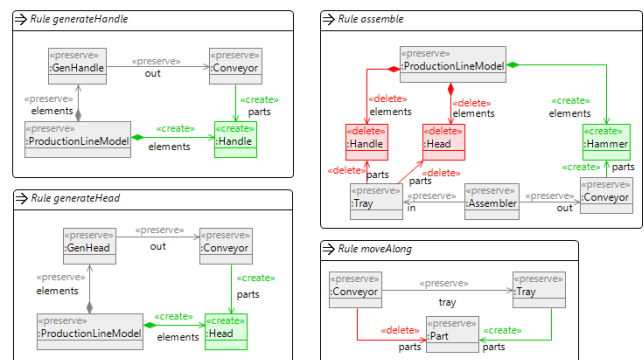 Rule generateHandle
«preserve»
:GenHandle
«preserve»
out
«preserve»
:Conveyor
«preserve»
elements
«create»
parts
«preserve»
:ProductionLineModel
«create»
elements
«create»
:Handle
Rule assemble
«preserve»
:ProductionLineModel
«delete»
elements
«delete»
elements
«create»
elements
«delete»
:Handle
«delete»
:Head
«create»
:Hammer
«delete»
parts
parts
«delete»
«create»
parts
«preserve»
:Tray
«preserve»
in
«preserve»
:Assembler
«preserve»
out
«preserve»
:Conveyor
Rule generateHead
«preserve»
:GenHead
«preserve»
out
«preserve»
:Conveyor
«preserve»
elements
«create»
parts
«preserve»
:ProductionLineModel
«create»
elements
«create»
:Head
Rule moveAlong
«preserve»
:Conveyor
«preserve»
tray
«preserve»
:Tray
«delete»
parts
«preserve»
:Part
«create»
parts